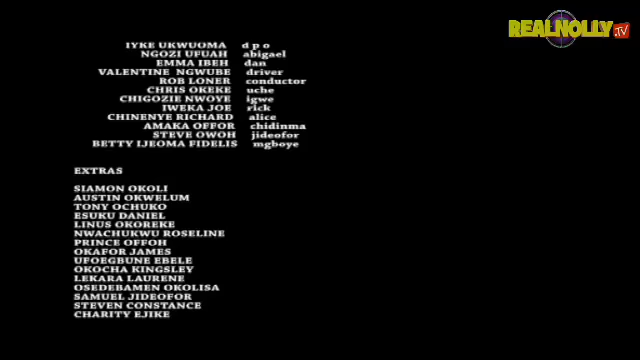 REALNOLLY.TV
IYKE UKWUOMA d p o
NGOZI UFUAH abigael
EMMA IBEH dan
VALENTINE NGWUBE driver
ROB LONER conductor
CHRIS OKEKE uche
CHIGOZIE NWOYE igwe
IWEKA JOE rick
CHINENYE RICHARD alice
AMAKA OFFOR chidinma
STEVE OWOH jideofor
BETTY IJEOMA FIDELIS mgboye
EXTRAS
SIAMON OKOLI
AUSTIN OKWELUM
TONY OCHUKO
ESUKU DANIEL
LINUS OKOREKE
NWACHUKWU ROSELINE
PRINCE OFFOH
OKAFOR JAMES
UFOEGBUNE EBELE
OKOCHA KINGSLEY
LEKARA LAURENE
OSEDEBAMEN OKOLISA
SAMUEL JIDEOFOR
STEVEN CONSTANCE
CHARITY EJIKE